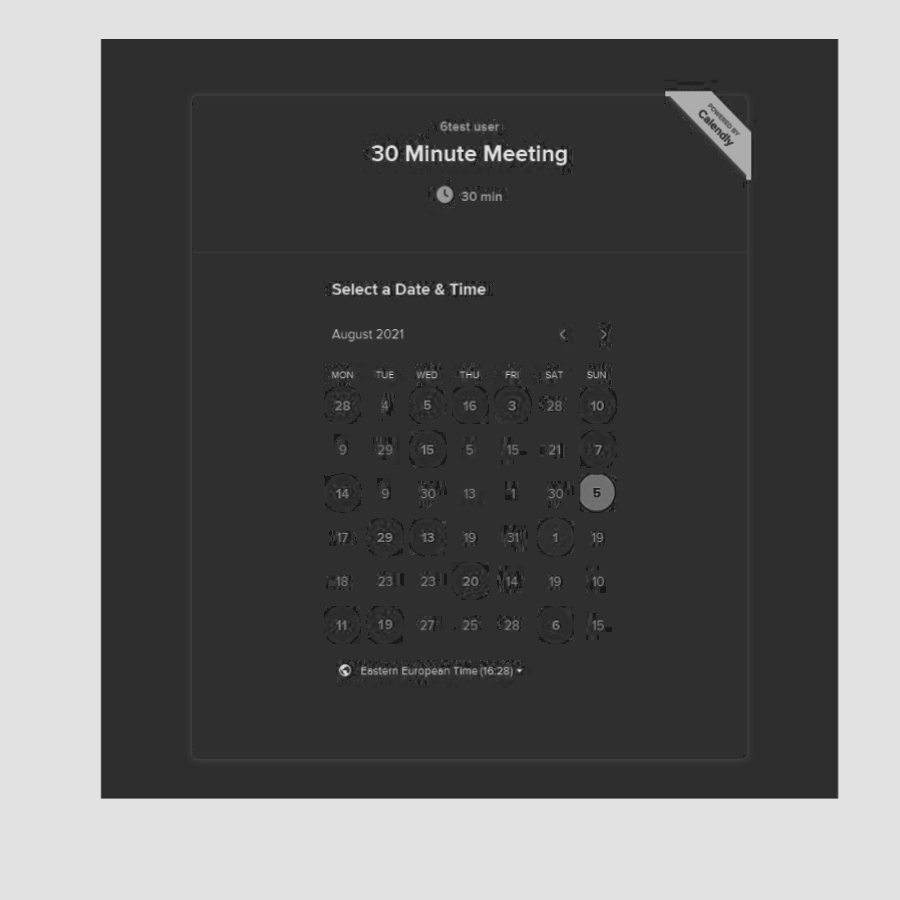 POWERED BY
Calendly
6test user
30 Minute Meeting
30 min
Select a Date & Time
August 2021
MON TUE WED THU FRI SAT SUN
28 4 5 16 3 28 10
9 29 15 5 15 21 7
14 9 30 13 1 30 5
17 29 13 19 31 1 19
18 23 23 20 14 19 10
11 19 27 25 28 6 15
Eastern European Time (16:28)